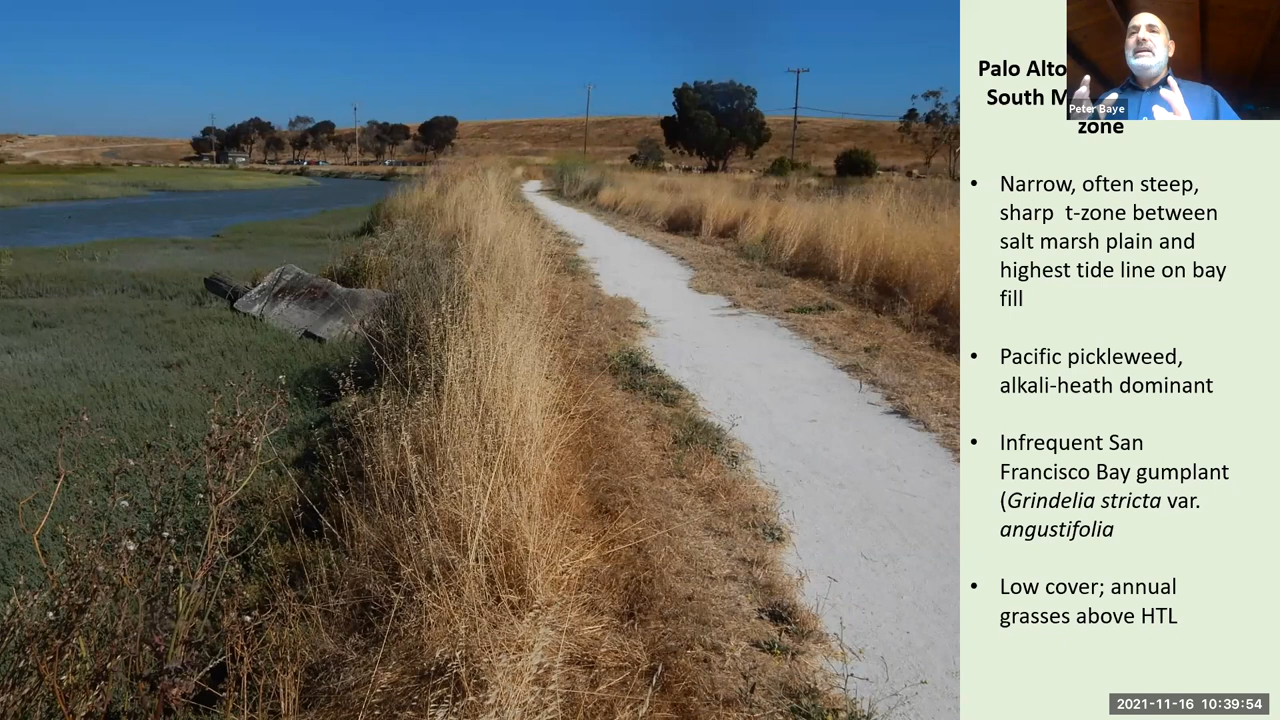 Palo Alto
South M
Peter Baye
zone
• Narrow, often steep,
sharp t-zone between
salt marsh plain and
highest tide line on bay
fill
• Pacific pickleweed,
alkali-heath dominant
• Infrequent San
Francisco Bay gumplant
(Grindelia stricta var.
angustifolia
• Low cover; annual
grasses above HTL
2021-11-16 10:39:54